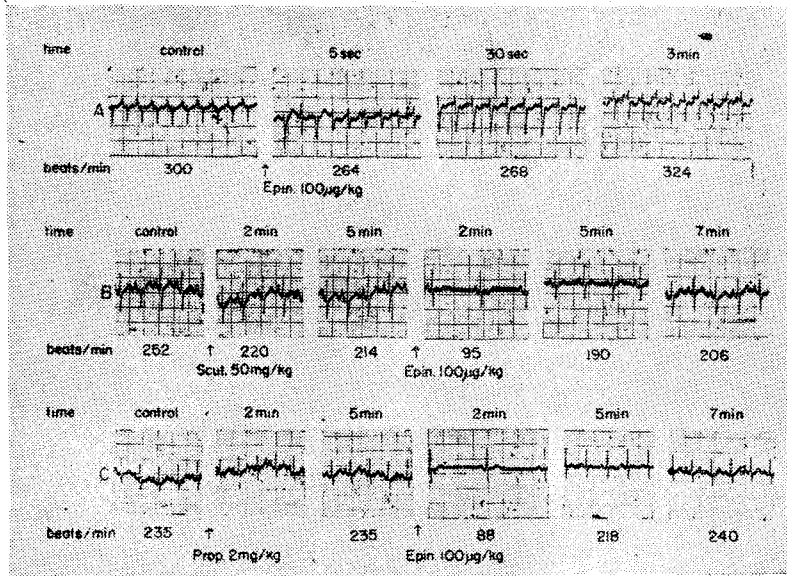 time control 5 sec 30 sec 3 min
A
beats/min 300 ↑ 264 268 324
Epin. 100µg/kg
time control 2 min 5 min 2 min 5 min 7 min
B
beats/min 252 ↑ 220 214 ↑ 95 190 206
Scut. 50mg/kg Epin. 100µg/kg
time control 2 min 5 min 2 min 5 min 7 min
C
beats/min 235 ↑ 235 ↑ 88 218 240
Prop. 2mg/kg Epin. 100µg/kg